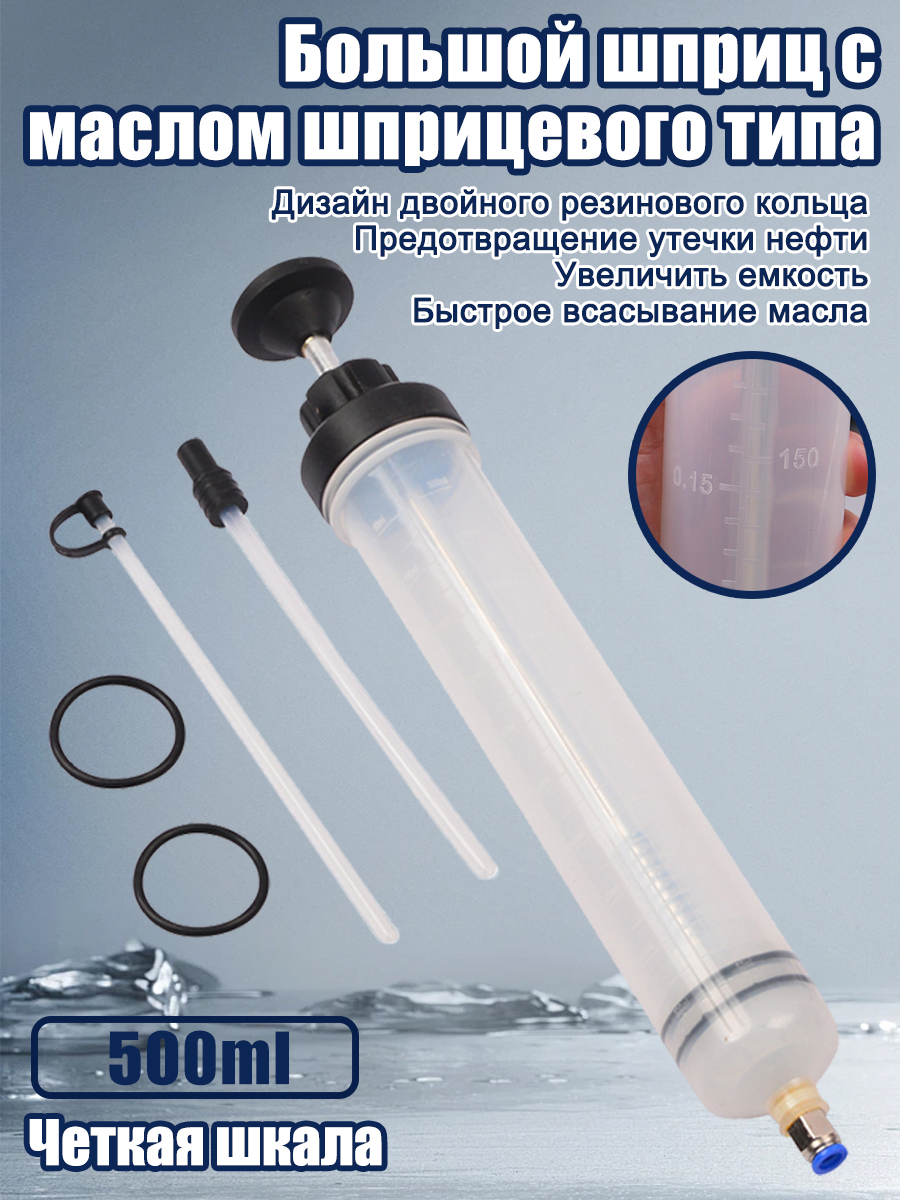 Большой шприц с
маслом шприцевого типа
Дизайн двойного резинового кольца
Предотвращение утечки нефти
Увеличить емкость
Быстрое всасывание масла
0,15
150
500ml
Четкая шкала